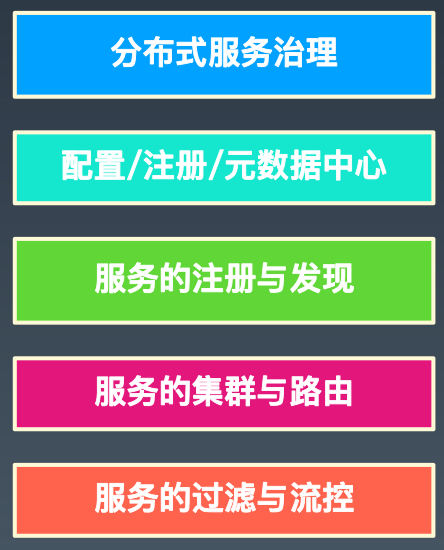 分布式服务治理
配置/注册/元数据中心
服务的注册与发现
服务的集群与路由
服务的过滤与流控